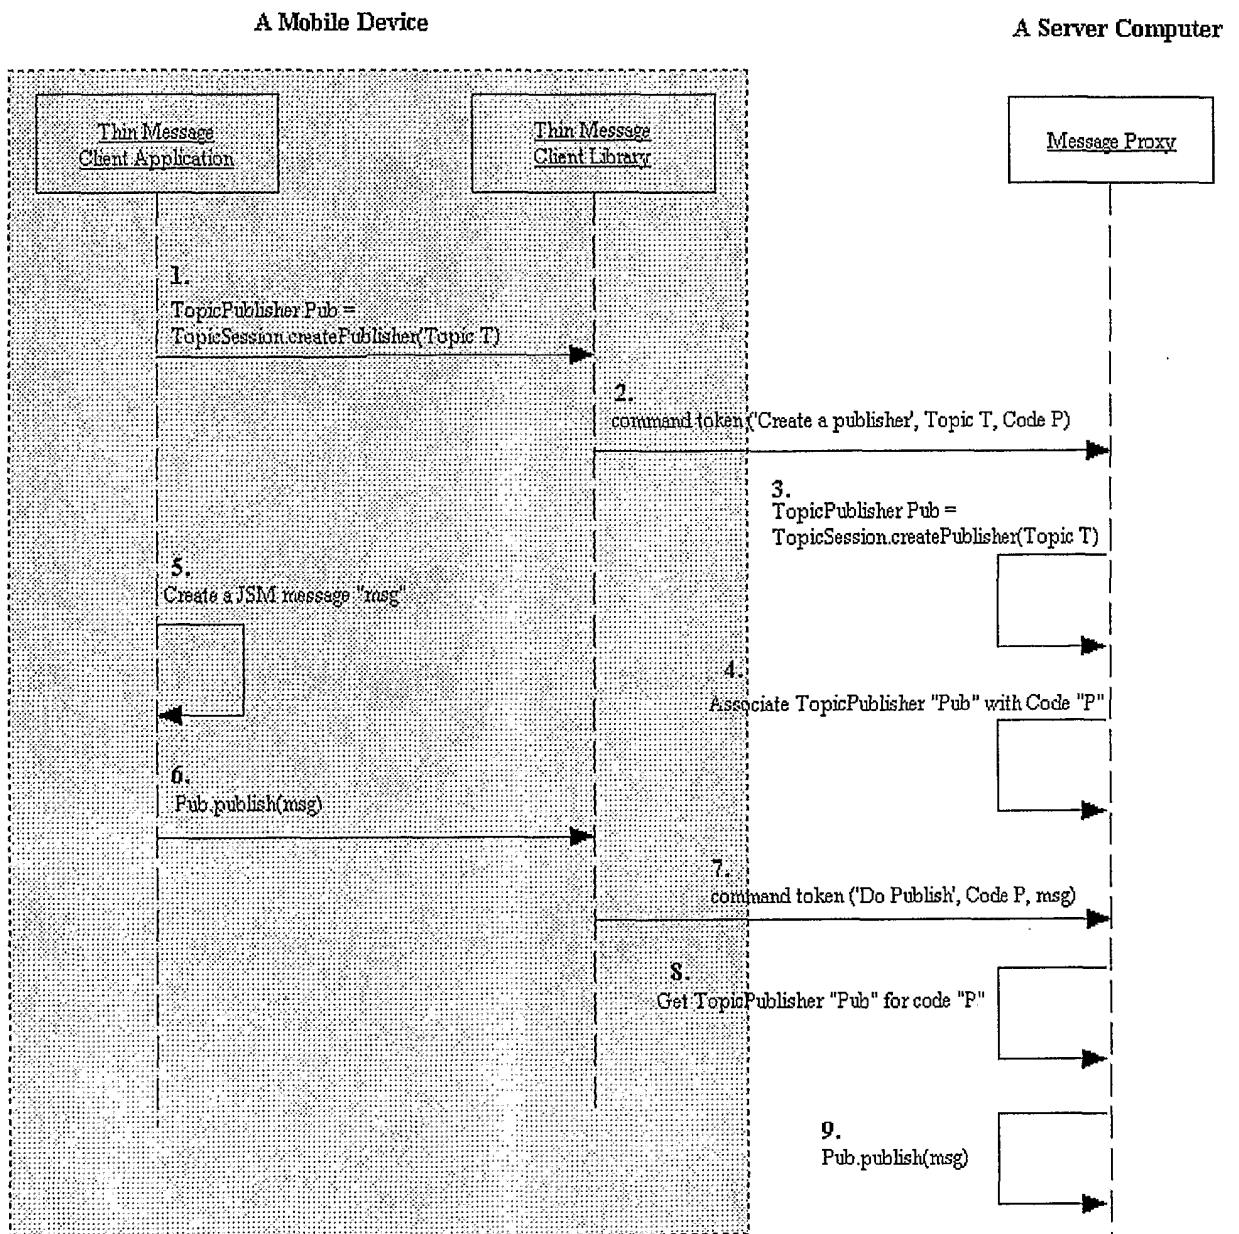 A Mobile Device
A Server Computer
Thin Message
Client Application
Thin Message
Client Library
Message Proxy
1.
TopicPublisher Pub =
TopicSession.createPublisher(Topic T)
2.
command token ('Create a publisher', Topic T, Code P)
3.
TopicPublisher Pub =
TopicSession.createPublisher(Topic T)
5.
Create a JSM message "msg"
4.
Associate TopicPublisher "Pub" with Code "P"
6.
Pub.publish(msg)
7.
command token ('Do Publish', Code P, msg)
8.
Get TopicPublisher "Pub" for code "P"
9.
Pub.publish(msg)